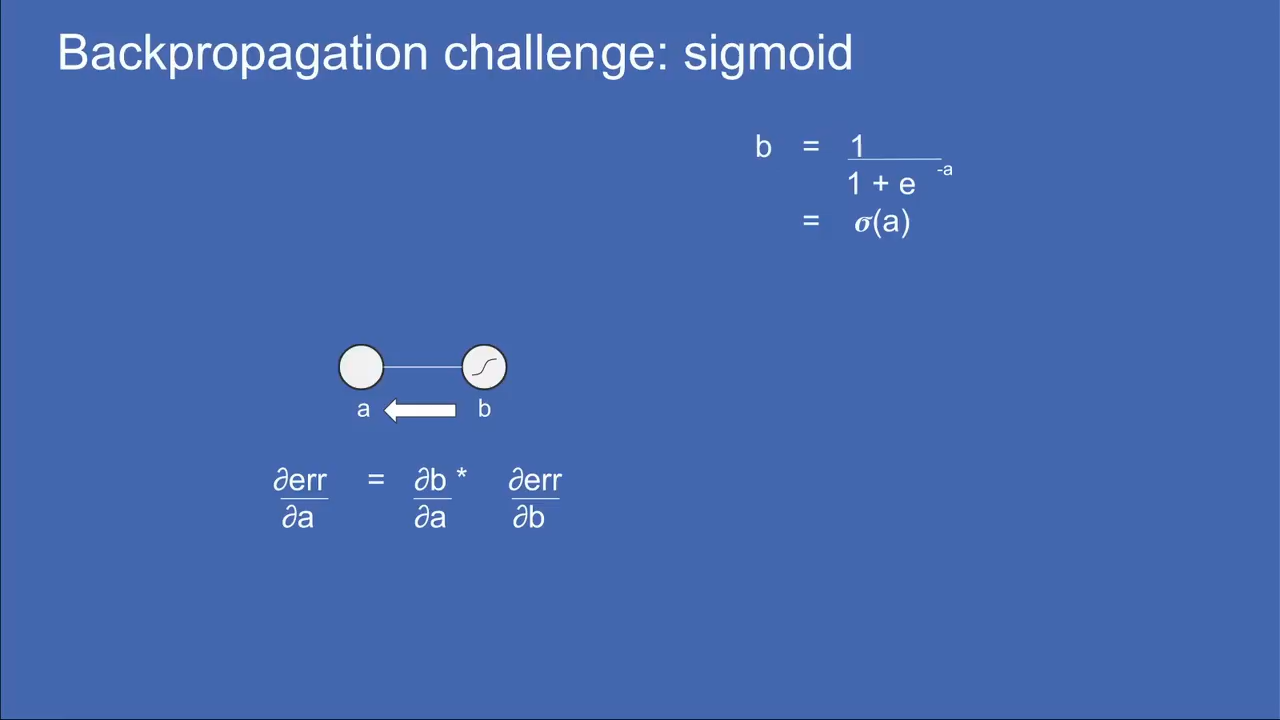 Backpropagation challenge: sigmoid
b = 1
1 + e -a
= σ(a)
a b
∂err = ∂b * ∂err
∂a ∂a ∂b